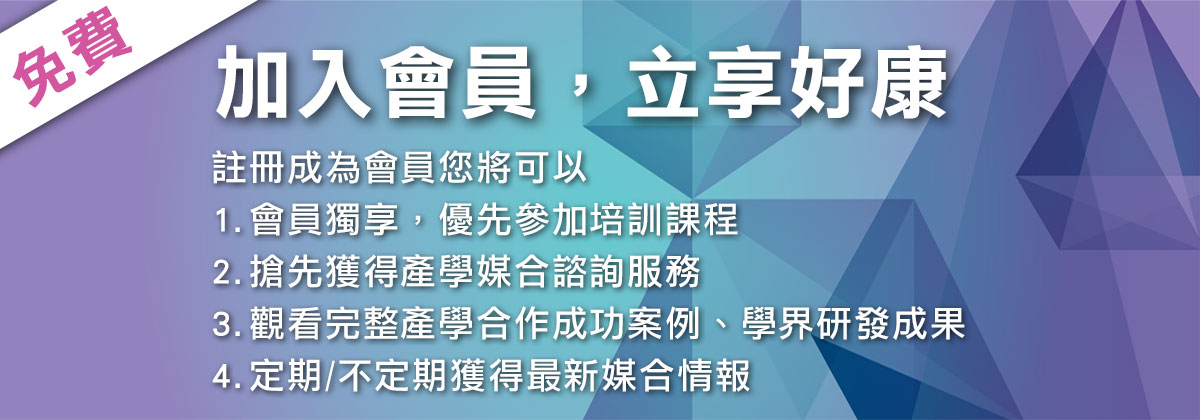 免費
加入會員，立享好康
註冊成為會員您將可以
1.會員獨享，優先參加培訓課程
2.搶先獲得產學媒合諮詢服務
3.觀看完整產學合作成功案例、學界研發成果
4.定期/不定期獲得最新媒合情報